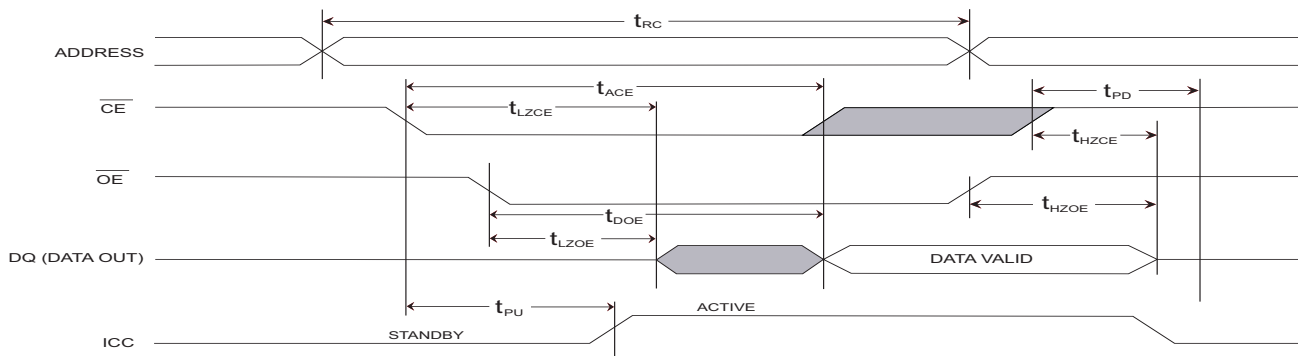 tRC
ADDRESS
tACE
tPD
CE
tLZCE
tHZCE
OE
tDOE
tHZOE
tLZOE
DQ (DATA OUT)
DATA VALID
tPU
ACTIVE
STANDBY
ICC